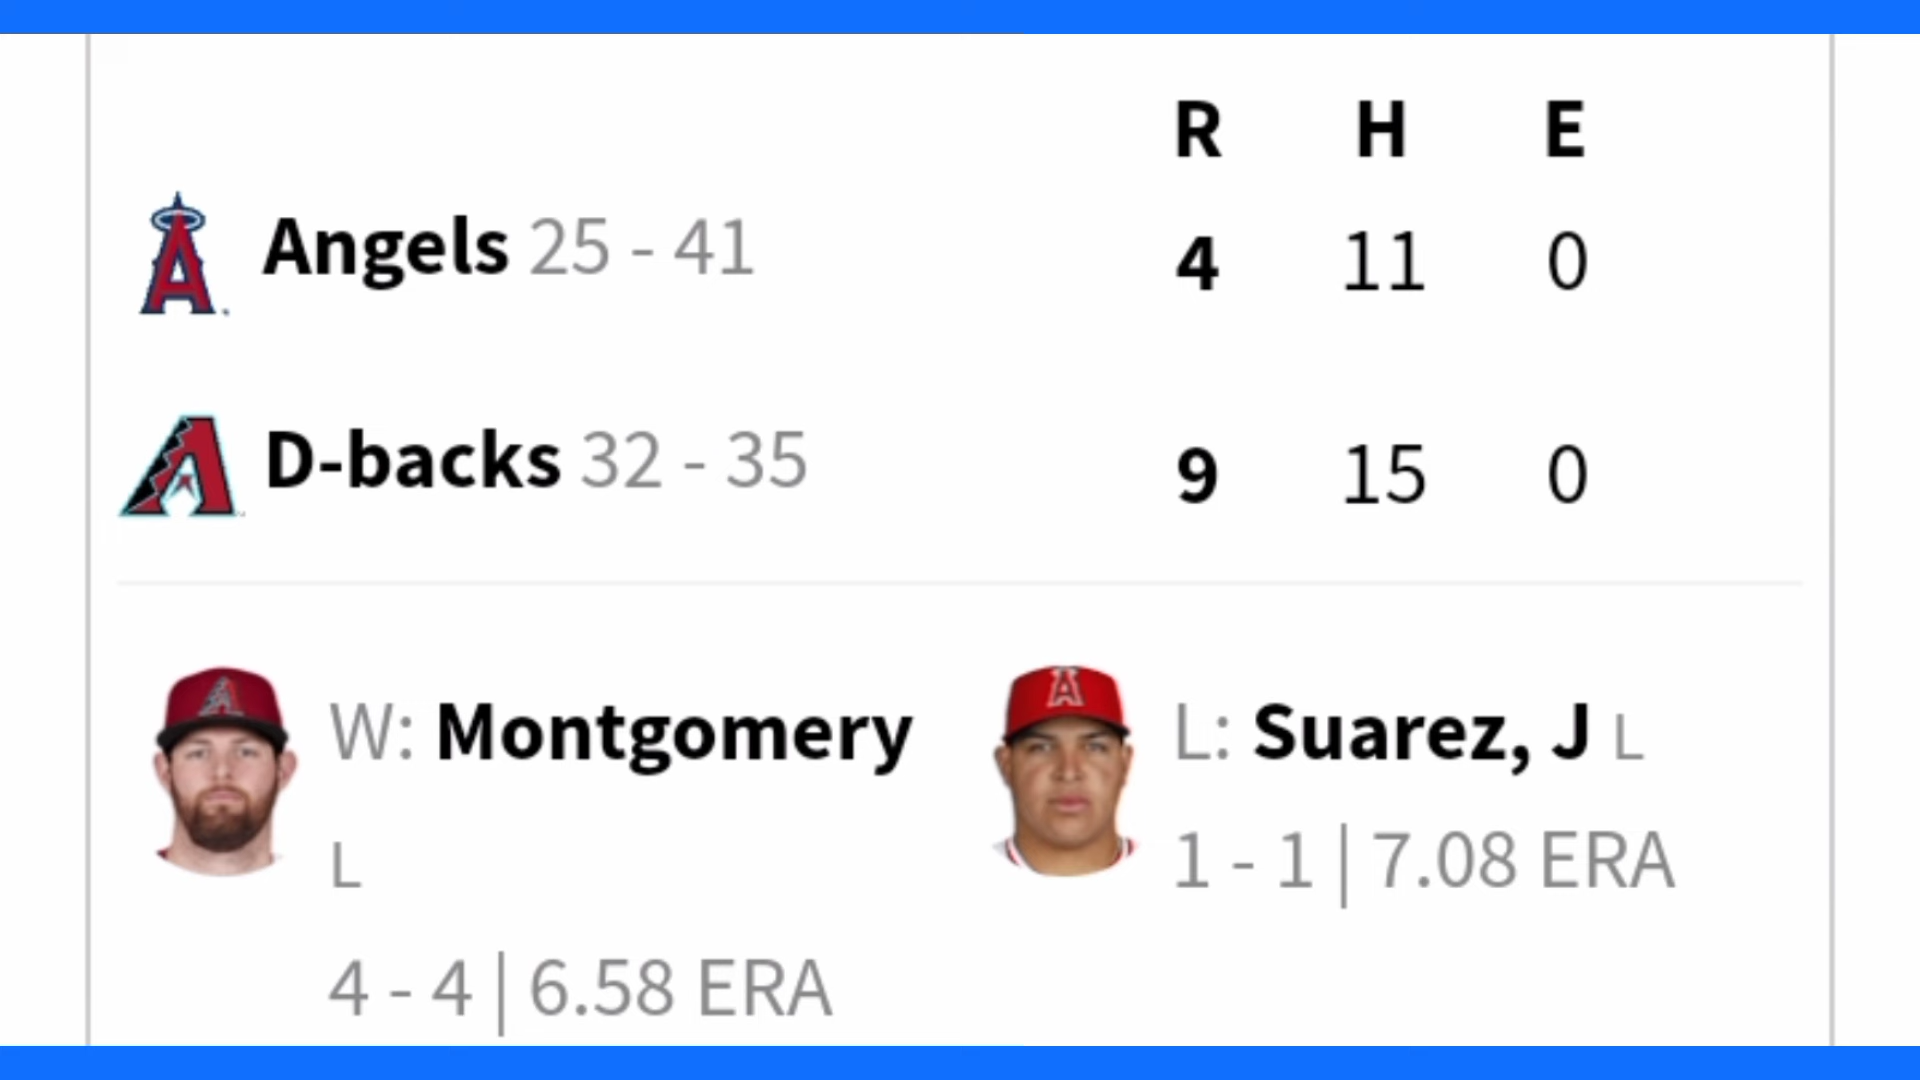 R H E
Angels 25 - 41 4 11 0
D-backs 32 - 35 9 15 0
W: Montgomery
L
4 - 4 | 6.58 ERA
L: Suarez, J L
1 - 1 | 7.08 ERA